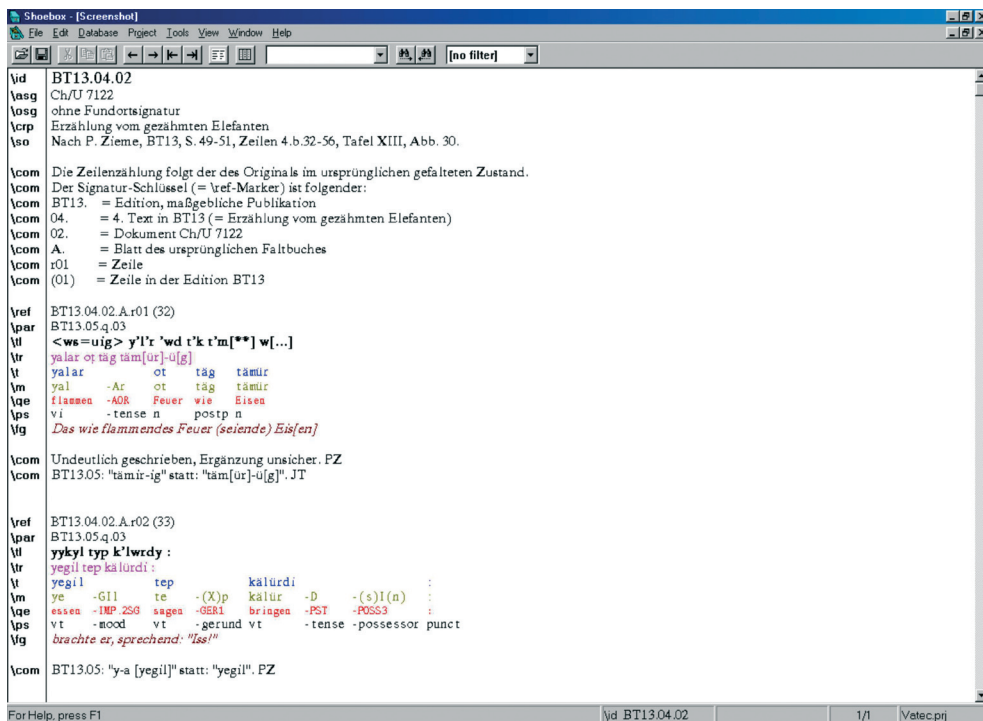 Shoebox - [Screenshot]
File Edit Database Project Tools View Window Help
[no filter]
\id BT13.04.02
\asg Ch/U 7122
\osg ohne Fundortsignatur
\crp Erzählung vom gezähmten Elefanten
\so Nach P. Zieme, BT13, S. 49-51, Zeilen 4.b.32-56, Tafel XIII, Abb. 30.
\com Die Zeilenzählung folgt der des Originals im ursprünglichen gefalteten Zustand.
\com Der Signatur-Schlüssel (= \ref-Marker) ist folgender:
\com BT13. = Edition, maßgebliche Publikation
\com 04. = 4. Text in BT13 (= Erzählung vom gezähmten Elefanten)
\com 02. = Dokument Ch/U 7122
\com A. = Blatt des ursprünglichen Faltbuches
\com r01 = Zeile
\com (01) = Zeile in der Edition BT13
\ref BT13.04.02.A.r01 (32)
\par BT13.05.q.03
\tl <ws=uig> y'l'r 'wd t'k t'm[**] w[...]
\tr yalar ot täg täm[ür]-ü[g]
\t yalar ot täg tämür
\m yal -Ar ot täg tämür
\ge flammen -AOR Feuer wie Eisen
\ps vi -tense n postp n
\fg Das wie flammendes Feuer (seiende) Eis[en]
\com Undeutlich geschrieben, Ergänzung unsicher. PZ
\com BT13.05: "tämir-ig" statt: "täm[ür]-ü[g]". JT
\ref BT13.04.02.A.r02 (33)
\par BT13.05.q.03
\tl yykyl typ k'lwrdy :
\tr yegil tep kälürdi :
\t yegil tep kälürdi :
\m ye -GIl te -(X)p kälür -D -(s)I(n) :
\ge essen -IMP.2SG sagen -GER1 bringen -PST -POSS3 :
\ps vt -mood vt -gerund vt -tense -possessor punct
\fg brachte er, sprechend: "Iss!"
\com BT13.05: "y-a [yegil]" statt: "yegil". PZ
For Help, press F1 \id BT13.04.02 1/1 Vatec.prj